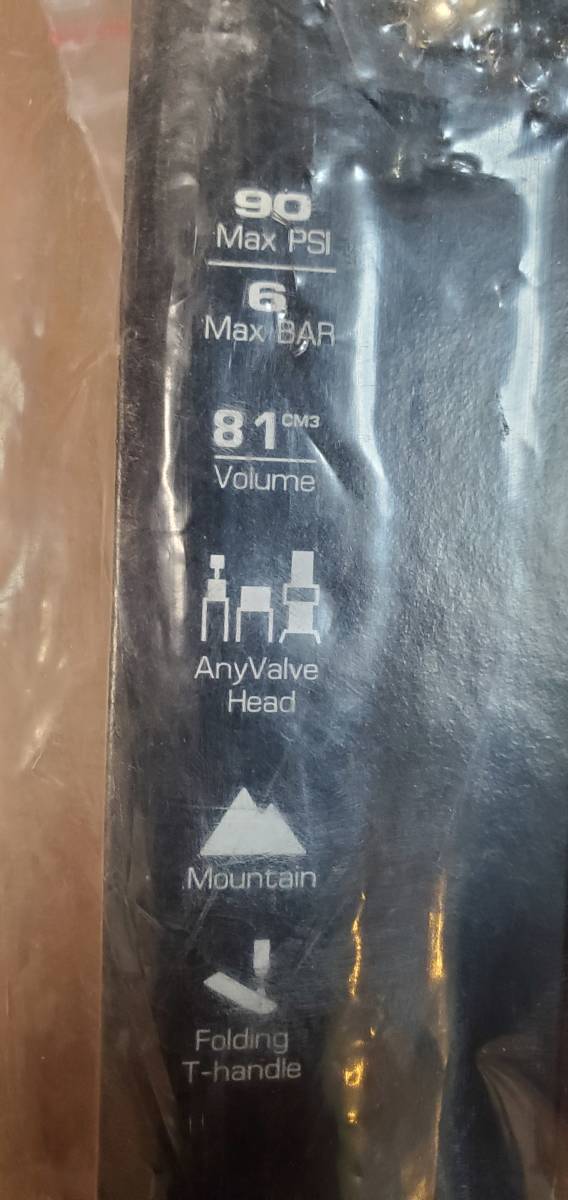 90
Max PSI
6
Max BAR
81 CM3
Volume
AnyValve
Head
Mountain
Folding
T-handle